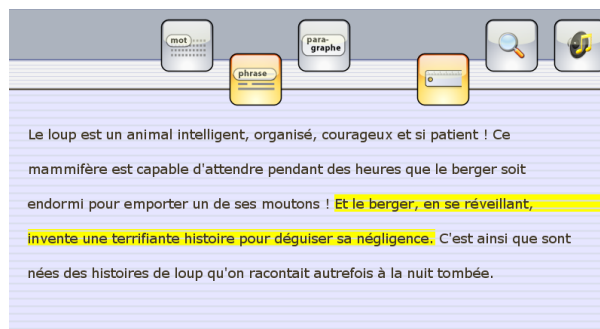 mot
para-
graphe
phrase
Le loup est un animal intelligent, organisé, courageux et si patient ! Ce
mammifère est capable d'attendre pendant des heures que le berger soit
endormi pour emporter un de ses moutons ! Et le berger, en se réveillant,
invente une terrifiante histoire pour déguiser sa négligence. C'est ainsi que sont
nées des histoires de loup qu'on racontait autrefois à la nuit tombée.